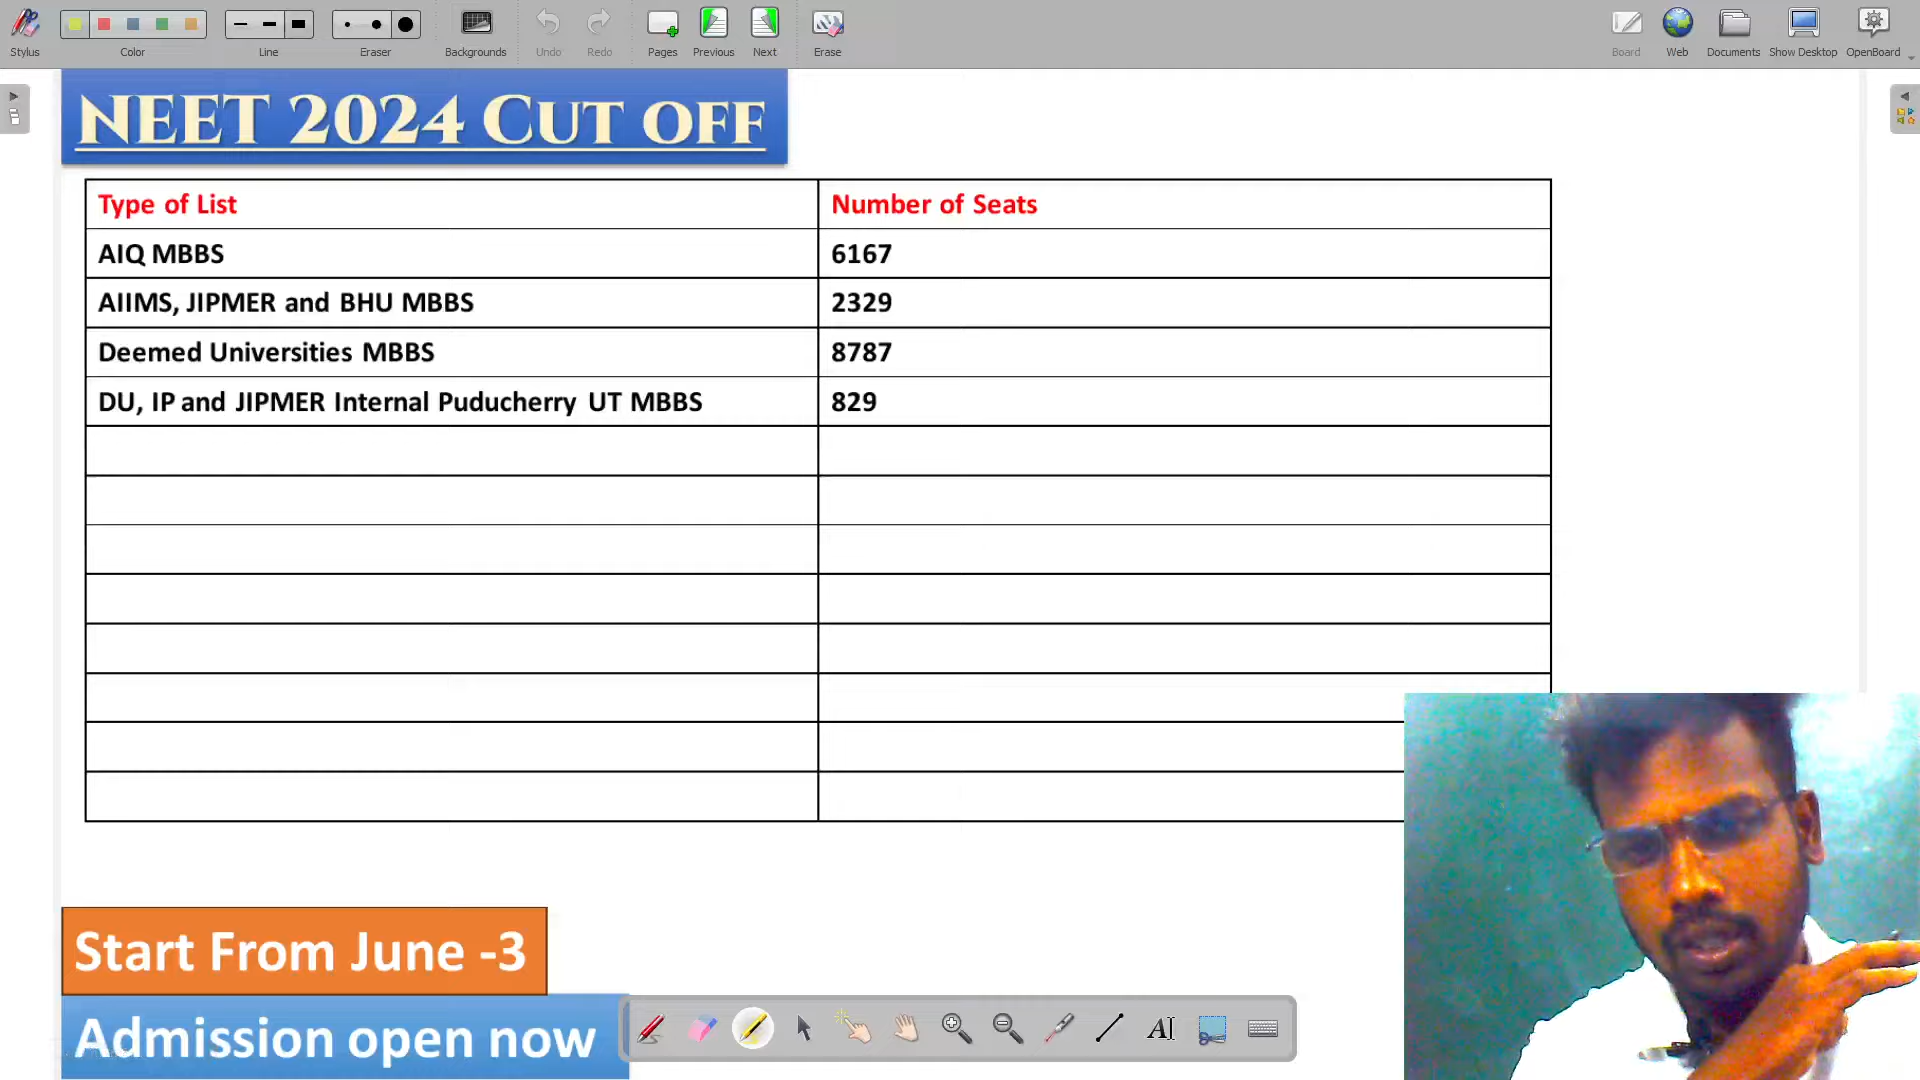 Stylus
Color
Line
Eraser
Backgrounds
Undo
Redo
Pages
Previous
Next
Erase
Board
Web
Documents
Show Desktop
OpenBoard
NEET 2024 CUT OFF
Type of List Number of Seats
AIQ MBBS 6167
AIIMS, JIPMER and BHU MBBS 2329
Deemed Universities MBBS 8787
DU, IP and JIPMER Internal Puducherry UT MBBS 829
Start From June -3
Admission open now
AI